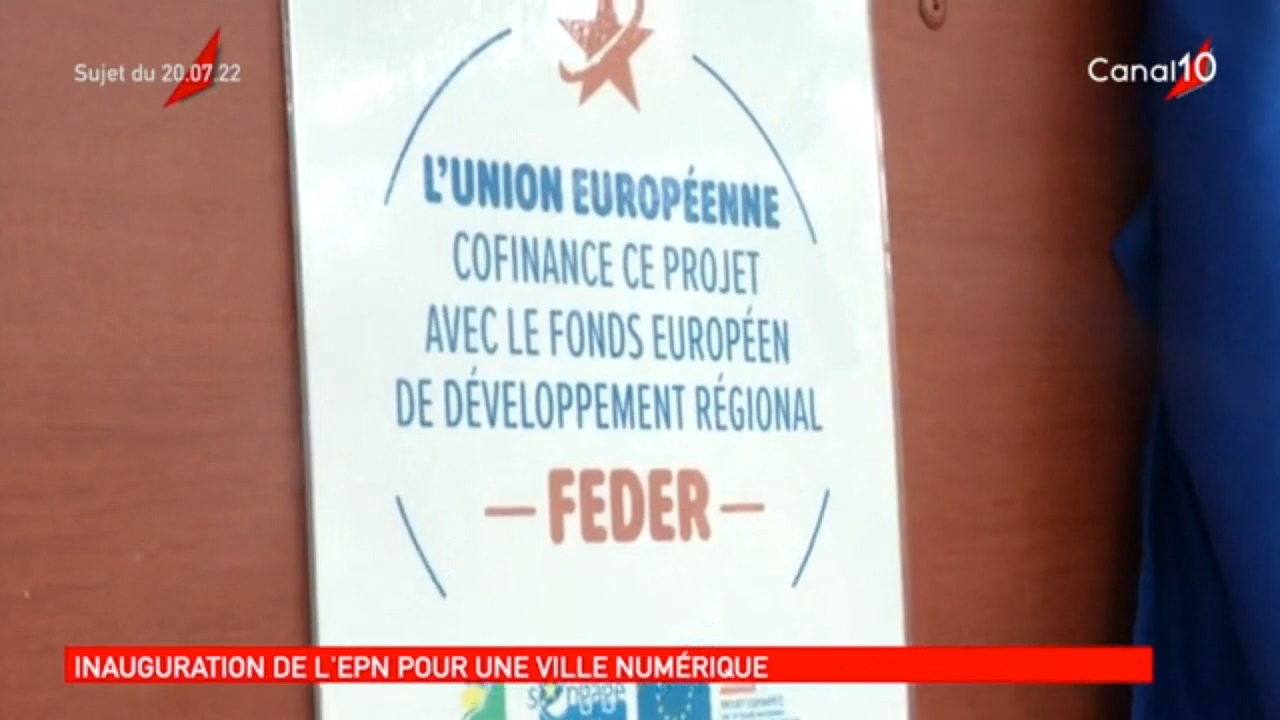 Sujet du 20.07.22
Canal10
L'UNION EUROPÉENNE
COFINANCE CE PROJET
AVEC LE FONDS EUROPÉEN
DE DÉVELOPPEMENT RÉGIONAL
— FEDER —
INAUGURATION DE L'EPN POUR UNE VILLE NUMÉRIQUE